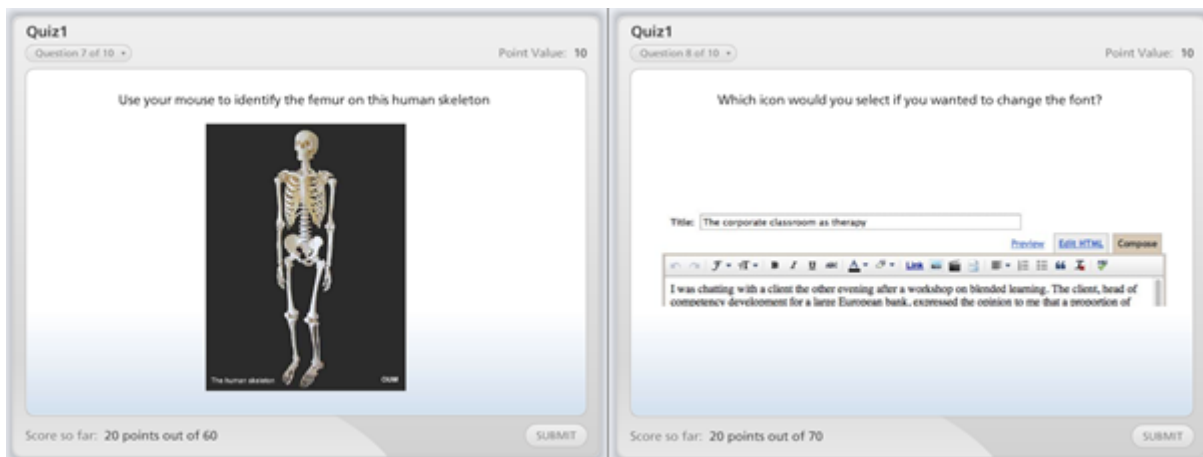 Quiz1
Question 7 of 10
Point Value: 10
Use your mouse to identify the femur on this human skeleton
The human skeleton
OUM
Score so far: 20 points out of 60
SUBMIT
Quiz1
Question 8 of 10
Point Value: 10
Which icon would you select if you wanted to change the font?
Title: The corporate classroom as therapy
Preview Edit HTML Compose
B I U ABC A Link
I was chatting with a client the other evening after a workshop on blended learning. The client, head of
competency development for a large European bank, expressed the opinion to me that a proportion of
Score so far: 20 points out of 70
SUBMIT